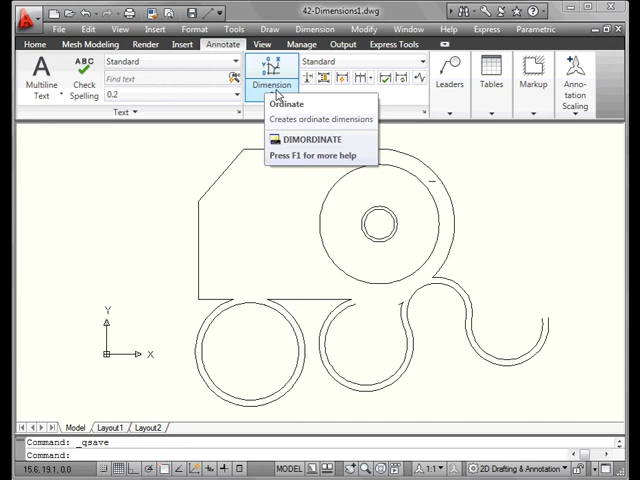 42-Dimensions1.dwg
File Edit View Insert Format Tools Draw Dimension Modify Window Express Parametric
Home Mesh Modeling Render Insert Annotate View Manage Output Express Tools
Multiline Text
ABC Check Spelling
Standard
Find text
0.2
Text
Dimension
Standard
Leaders
Tables
Markup
Anno-tation Scaling
Ordinate
Creates ordinate dimensions
DIMORDINATE
Press F1 for more help
Y
X
Model Layout1 Layout2
Command: _qsave
Command:
15.6, 19.1, 0.0
MODEL
1:1
2D Drafting & Annotation